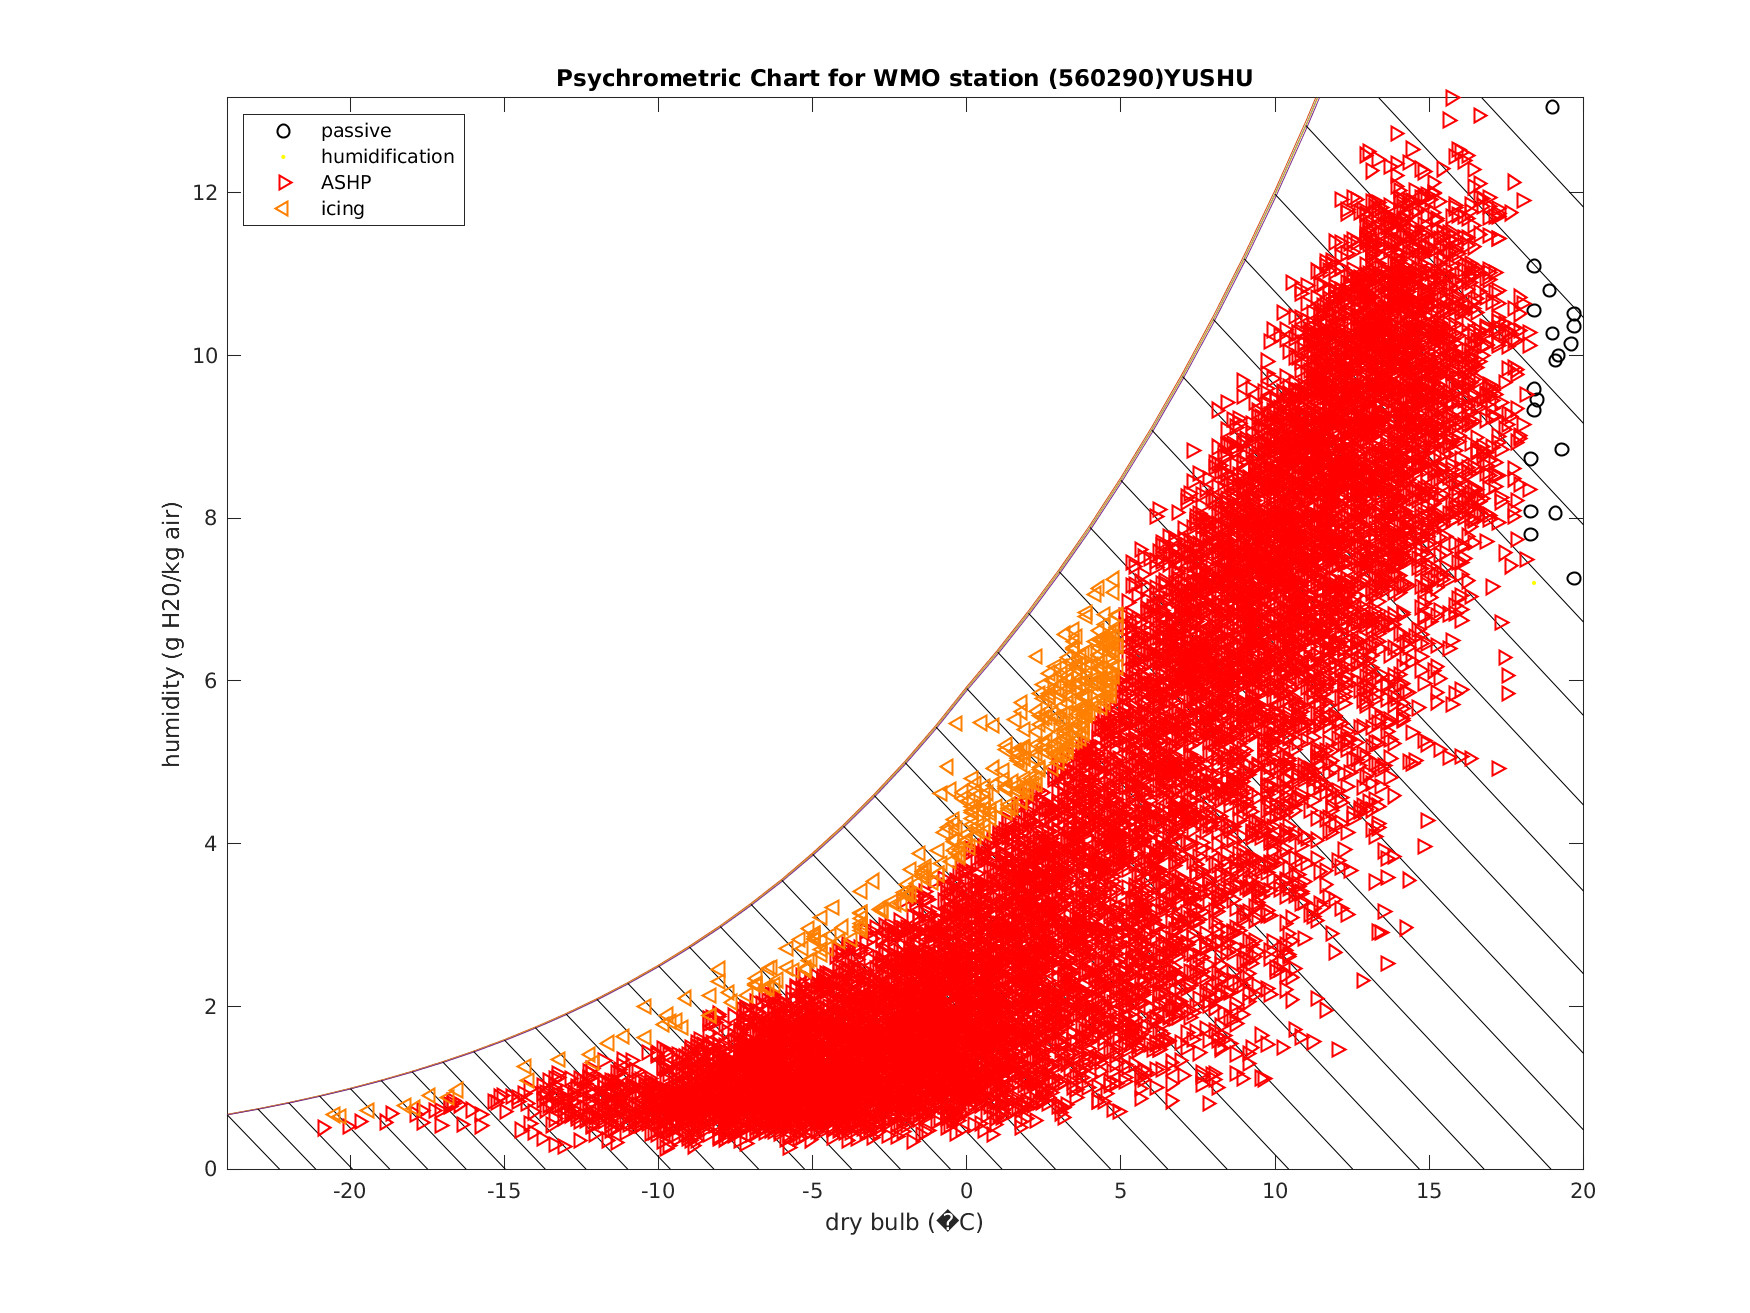 Psychrometric Chart for WMO station (560290)YUSHU
passive
humidification
ASHP
icing
12
10
8
6
4
2
0
humidity (g H20/kg air)
-20 -15 -10 -5 0 5 10 15 20
dry bulb (�C)